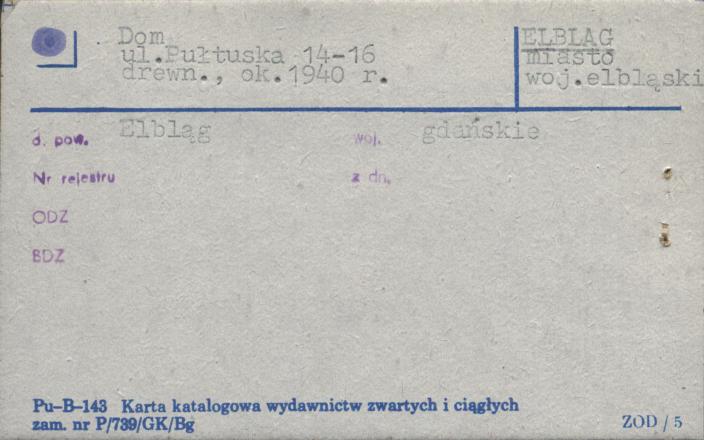 Dom
ul.Pułtuska 14-16
drewn., ok.1940 r.
ELBLĄG
miasto
woj.elbląski
d. pow. Elbląg woj. gdańskie
Nr rejestru z dn.
ODZ
BDZ
Pu-B-143 Karta katalogowa wydawnictw zwartych i ciągłych
zam. nr P/739/GK/Bg
ZOD / 5